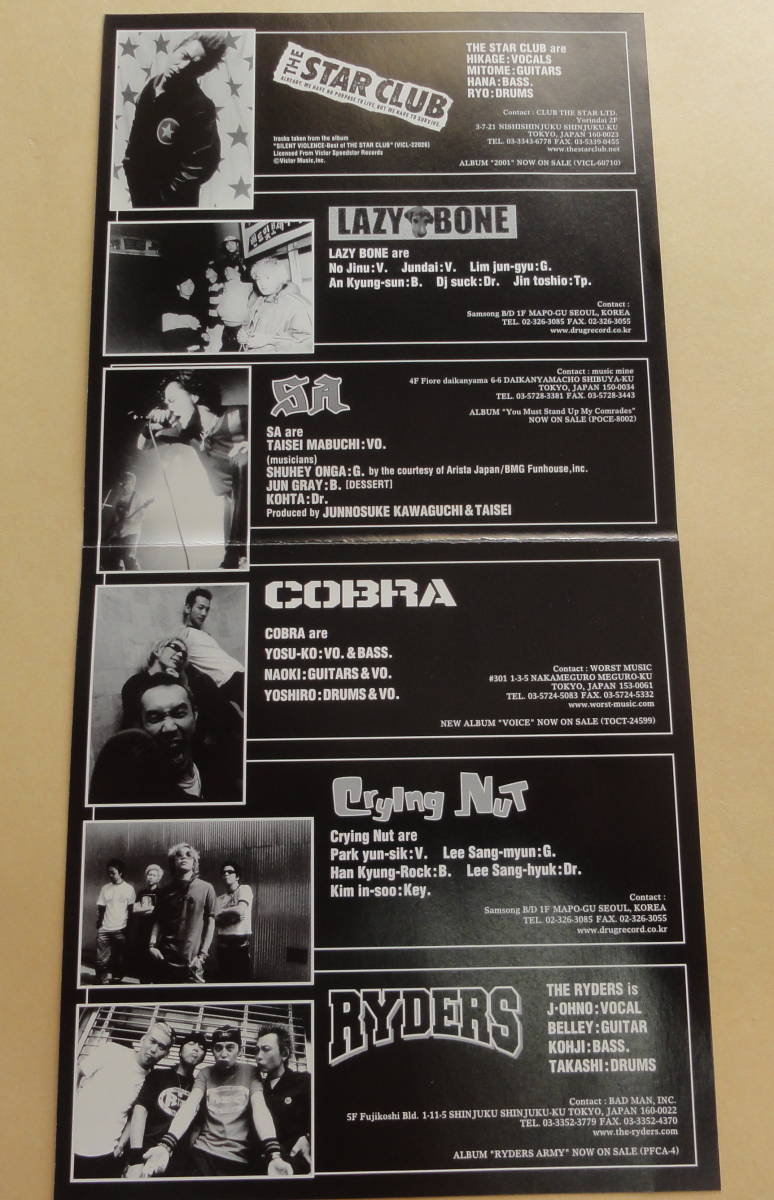 THE STAR CLUB
ALREADY, WE HAVE NO PURPOSE TO LIVE, BUT WE HAVE TO SURVIVE.
tracks taken from the album
"SILENT VIOLENCE-Best of THE STAR CLUB" (VICL-22026)
Licensed From Victor Speedstar Records
©Victor Music,inc.
THE STAR CLUB are
HIKAGE:VOCALS
MITOME:GUITARS
HANA:BASS.
RYO:DRUMS
Contact : CLUB THE STAR LTD.
Yorindai 2F
3-7-21 NISHISHINJUKU SHINJUKU-KU
TOKYO, JAPAN 160-0023
TEL. 03-3343-6778 FAX. 03-5339-0455
www.thestarclub.net
ALBUM "2001" NOW ON SALE (VICL-60710)
LAZY BONE
LAZY BONE are
No Jinu:V. Jundai:V. Lim jun-gyu:G.
An Kyung-sun:B. Dj suck:Dr. Jin toshio:Tp.
Contact :
Samsong B/D 1F MAPO-GU SEOUL, KOREA
TEL. 02-326-3085 FAX. 02-326-3055
www.drugrecord.co.kr
SA
SA are
TAISEI MABUCHI:VO.
(musicians)
SHUHEY ONGA:G. by the courtesy of Arista Japan/BMG Funhouse,inc.
JUN GRAY:B. [DESSERT]
KOHTA:Dr.
Produced by JUNNOSUKE KAWAGUCHI & TAISEI
Contact : music mine
4F Fiore daikanyama 6-6 DAIKANYAMACHO SHIBUYA-KU
TOKYO, JAPAN 150-0034
TEL. 03-5728-3381 FAX. 03-5728-3443
ALBUM "You Must Stand Up My Comrades"
NOW ON SALE (POCE-8002)
COBRA
COBRA are
YOSU-KO:VO. & BASS.
NAOKI:GUITARS & VO.
YOSHIRO:DRUMS & VO.
Contact : WORST MUSIC
#301 1-3-5 NAKAMEGURO MEGURO-KU
TOKYO, JAPAN 153-0061
TEL. 03-5724-5083 FAX. 03-5724-5332
www.worst-music.com
NEW ALBUM "VOICE" NOW ON SALE (TOCT-24599)
Crying Nut
Crying Nut are
Park yun-sik:V. Lee Sang-myun:G.
Han Kyung-Rock:B. Lee Sang-hyuk:Dr.
Kim in-soo:Key.
Contact :
Samsong B/D 1F MAPO-GU SEOUL, KOREA
TEL. 02-326-3085 FAX. 02-326-3055
www.drugrecord.co.kr
RYDERS
THE RYDERS is
J·OHNO:VOCAL
BELLEY:GUITAR
KOHJI:BASS.
TAKASHI:DRUMS
Contact : BAD MAN, INC.
5F Fujikoshi Bld. 1-11-5 SHINJUKU SHINJUKU-KU TOKYO, JAPAN 160-0022
TEL. 03-3352-3779 FAX. 03-3352-4370
www.the-ryders.com
ALBUM "RYDERS ARMY" NOW ON SALE (PFCA-4)